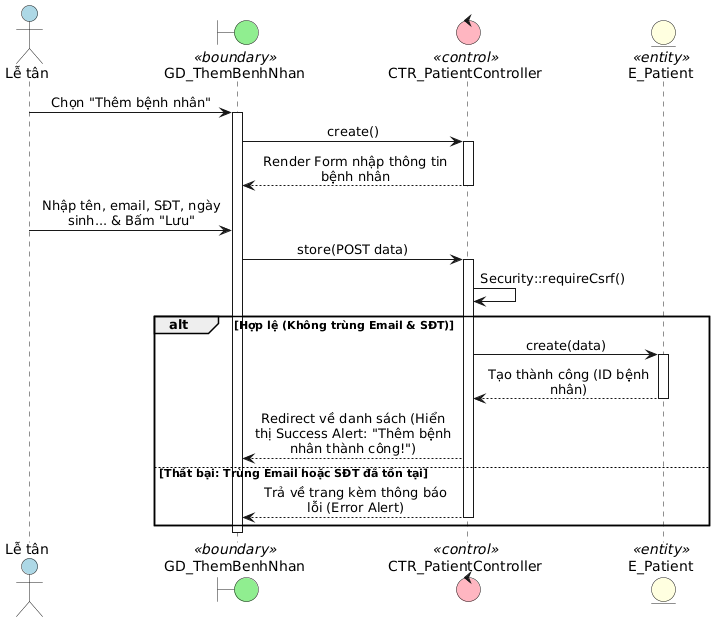 «boundary»
«control»
«entity»
Lễ tân
GD_ThemBenhNhan
CTR_PatientController
E_Patient
Chọn "Thêm bệnh nhân"
create()
Render Form nhập thông tin
bệnh nhân
Nhập tên, email, SĐT, ngày
sinh... & Bấm "Lưu"
store(POST data)
Security::requireCsrf()
alt
[Hợp lệ (Không trùng Email & SĐT)]
create(data)
Tạo thành công (ID bệnh
nhân)
Redirect về danh sách (Hiển
thị Success Alert: "Thêm bệnh
nhân thành công!")
[Thất bại: Trùng Email hoặc SĐT đã tồn tại]
Trả về trang kèm thông báo
lỗi (Error Alert)
Lễ tân
«boundary»
«control»
«entity»
GD_ThemBenhNhan
CTR_PatientController
E_Patient